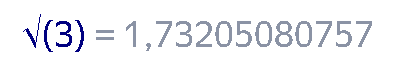 √(3) = 1,73205080757